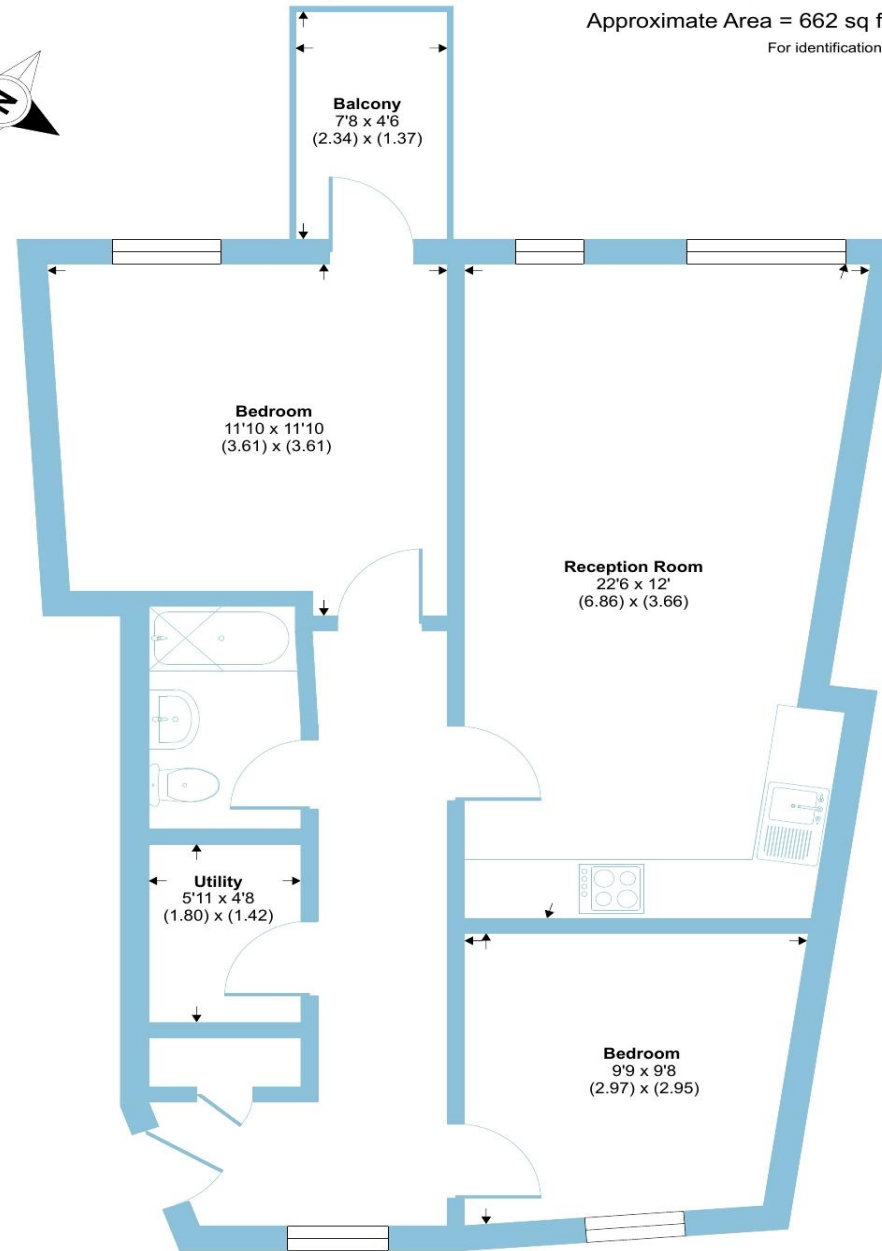 Approximate Area = 662 sq f
For identification
N
Balcony
7'8 x 4'6
(2.34) x (1.37)
Bedroom
11'10 x 11'10
(3.61) x (3.61)
Reception Room
22'6 x 12'
(6.86) x (3.66)
Utility
5'11 x 4'8
(1.80) x (1.42)
Bedroom
9'9 x 9'8
(2.97) x (2.95)